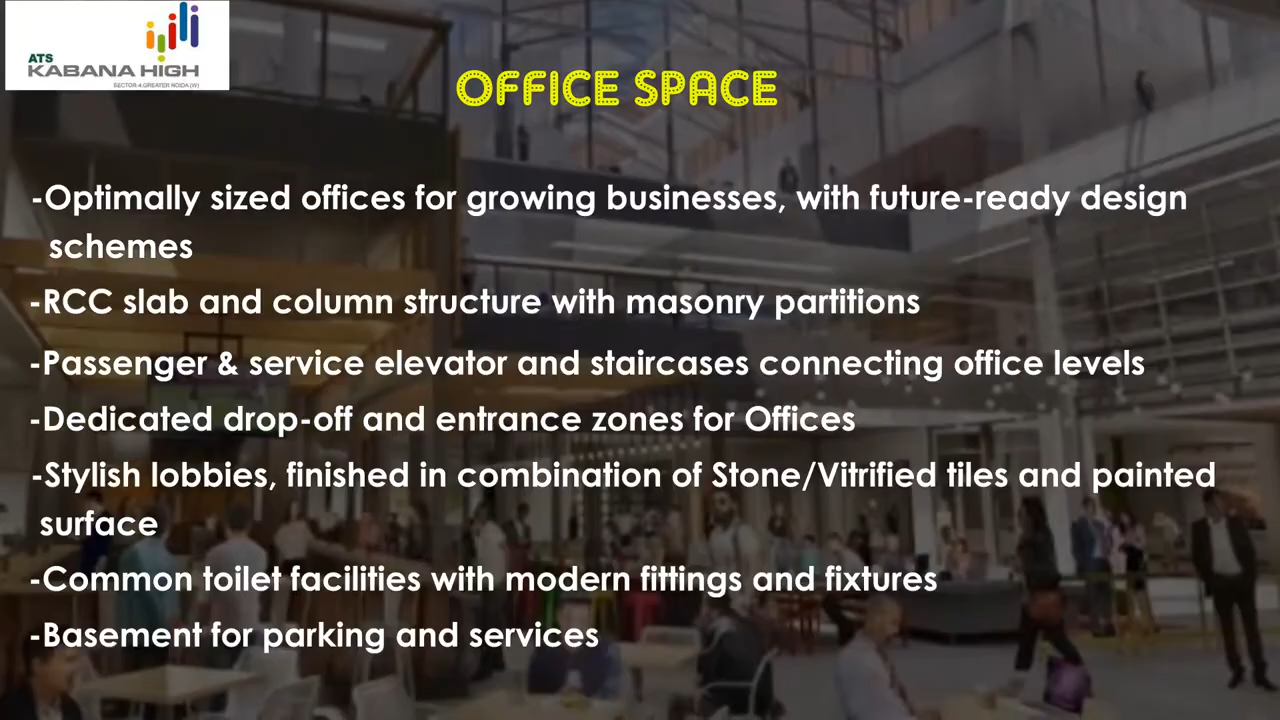 ATS
KABANA HIGH
SECTOR-4,GREATER NOIDA (W)
OFFICE SPACE
-Optimally sized offices for growing businesses, with future-ready design
schemes
-RCC slab and column structure with masonry partitions
-Passenger & service elevator and staircases connecting office levels
-Dedicated drop-off and entrance zones for Offices
-Stylish lobbies, finished in combination of Stone/Vitrified tiles and painted
surface
-Common toilet facilities with modern fittings and fixtures
-Basement for parking and services